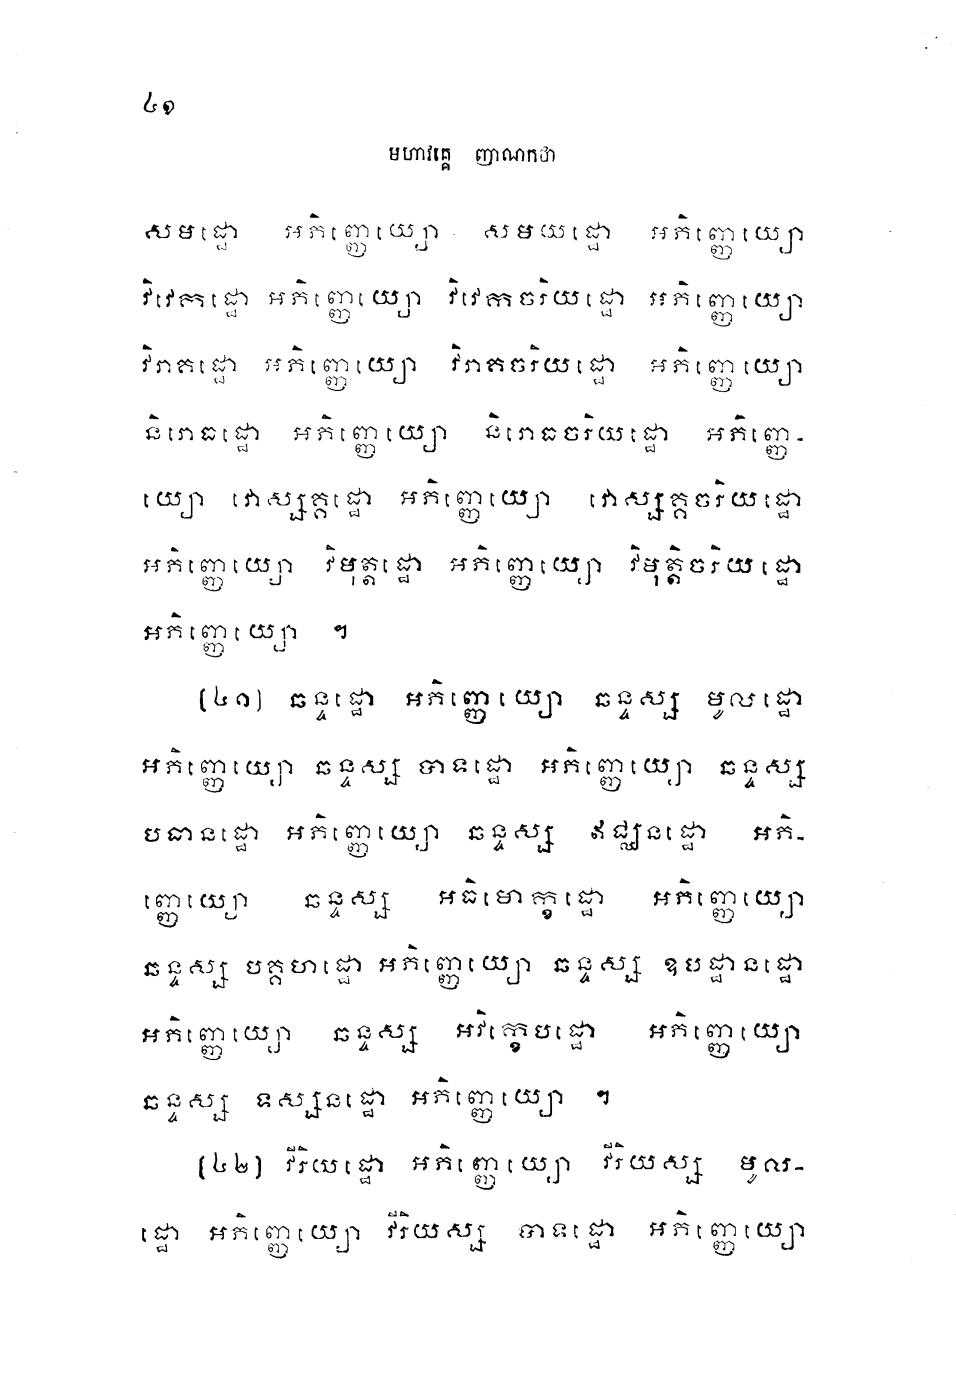 ៤១
មហាវគ្គេ ញាណកថា
សមដ្ឋោ អភិញ្ញេយ្យោ សមយដ្ឋោ អភិញ្ញេយ្យោ
វិវេកដ្ឋោ អភិញ្ញេយ្យោ វិវេកចរិយដ្ឋោ អភិញ្ញេយ្យោ
វិរាគដ្ឋោ អភិញ្ញេយ្យោ វិរាគចរិយដ្ឋោ អភិញ្ញេយ្យោ
និរោធដ្ឋោ អភិញ្ញេយ្យោ និរោធចរិយដ្ឋោ អភិញ្ញេ-
យ្យោ វោស្សគ្គដ្ឋោ អភិញ្ញេយ្យោ វោស្សគ្គចរិយដ្ឋោ
អភិញ្ញេយ្យោ វិមុត្តដ្ឋោ អភិញ្ញេយ្យោ វិមុត្តិចរិយដ្ឋោ
អភិញ្ញេយ្យោ ។
(៤១) ឆន្ទដ្ឋោ អភិញ្ញេយ្យោ ឆន្ទស្ស មូលដ្ឋោ
អភិញ្ញេយ្យោ ឆន្ទស្ស បាទដ្ឋោ អភិញ្ញេយ្យោ ឆន្ទស្ស
បធានដ្ឋោ អភិញ្ញេយ្យោ ឆន្ទស្ស ឥជ្ឈនដ្ឋោ អភិ-
ញ្ញេយ្យោ ឆន្ទស្ស អធិមោក្ខដ្ឋោ អភិញ្ញេយ្យោ
ឆន្ទស្ស បគ្គហដ្ឋោ អភិញ្ញេយ្យោ ឆន្ទស្ស ឧបដ្ឋានដ្ឋោ
អភិញ្ញេយ្យោ ឆន្ទស្ស អវិក្ខេបដ្ឋោ អភិញ្ញេយ្យោ
ឆន្ទស្ស ទស្សនដ្ឋោ អភិញ្ញេយ្យោ ។
(៤២) វីរិយដ្ឋោ អភិញ្ញេយ្យោ វីរិយស្ស មូល-
ដ្ឋោ អភិញ្ញេយ្យោ វីរិយស្ស បាទដ្ឋោ អភិញ្ញេយ្យោ